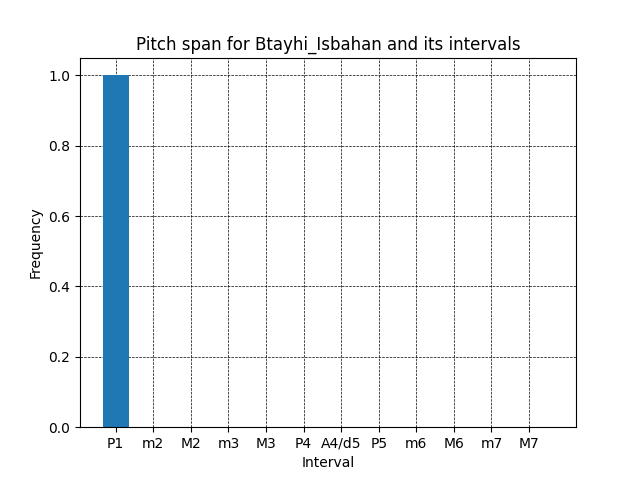 Pitch span for Btayhi_Isbahan and its intervals
1.0
0.8
0.6
0.4
0.2
0.0
Frequency
P1 m2 M2 m3 M3 P4 A4/d5 P5 m6 M6 m7 M7
Interval